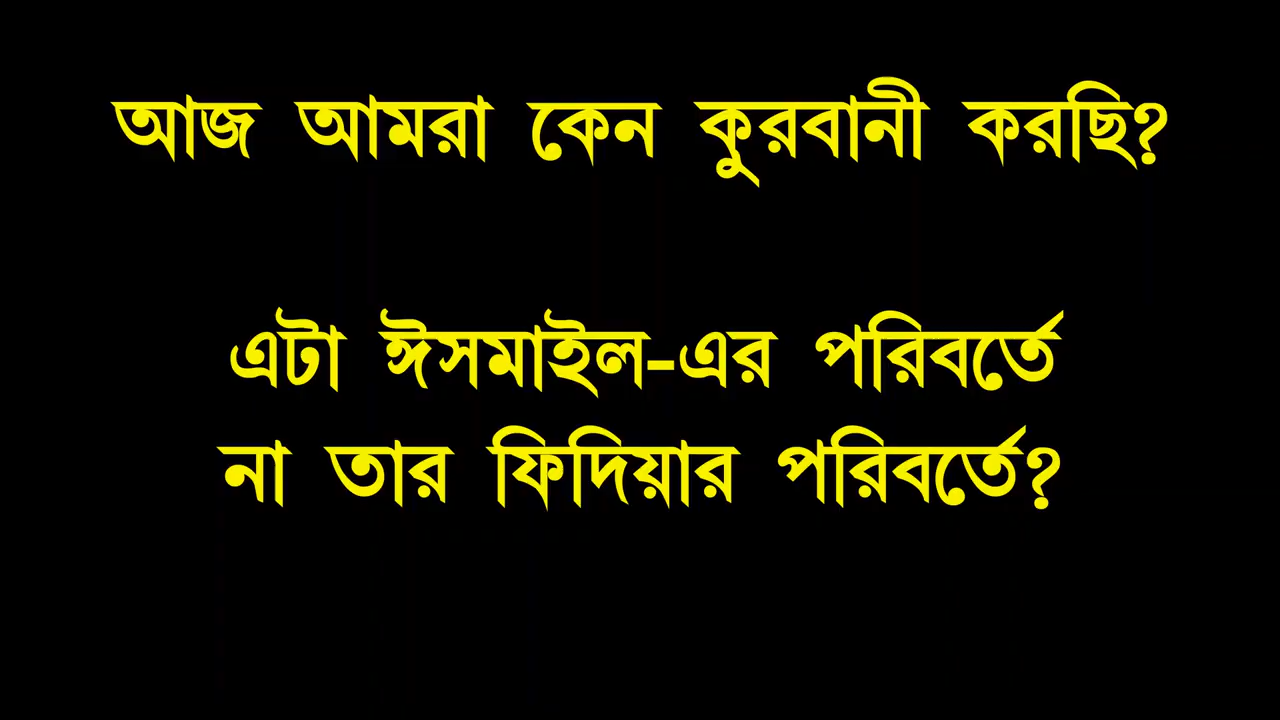 আজ আমরা কেন কুরবানী করছি?
এটা ঈসমাইল-এর পরিবর্তে
না তার ফিদিয়ার পরিবর্তে?